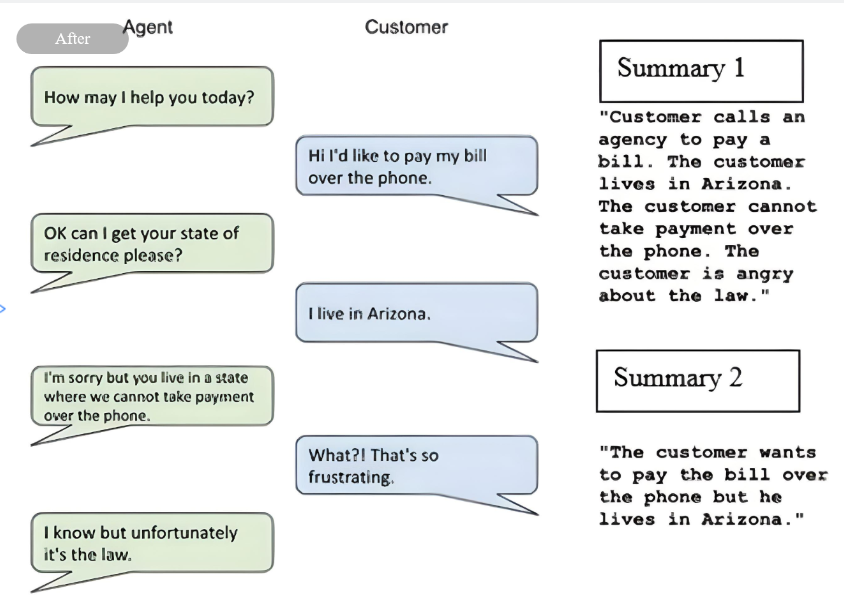 After
Agent
Customer
How may I help you today?
Hi I'd like to pay my bill
over the phone.
OK can I get your state of
residence please?
I live in Arizona.
I'm sorry but you live in a state
where we cannot take payment
over the phone.
What?! That's so
frustrating.
I know but unfortunately
it's the law.
Summary 1
"Customer calls an
agency to pay a
bill. The customer
lives in Arizona.
The customer cannot
take payment over
the phone. The
customer is angry
about the law."
Summary 2
"The customer wants
to pay the bill over
the phone but he
lives in Arizona."